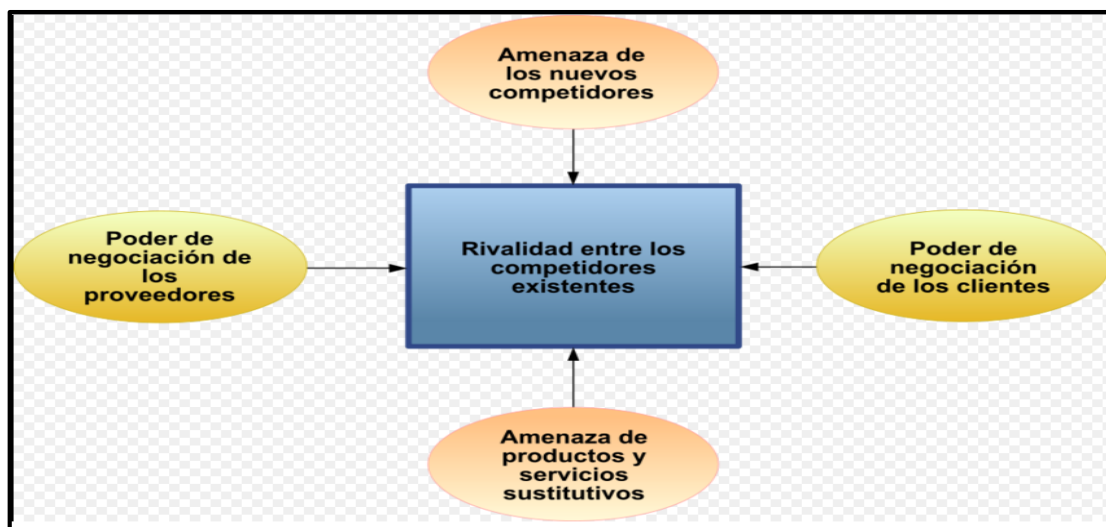 Amenaza de
los nuevos
competidores
Poder de
negociación de
los
proveedores
Rivalidad entre los
competidores
existentes
Poder de
negociación
de los clientes
Amenaza de
productos y
servicios
sustitutivos